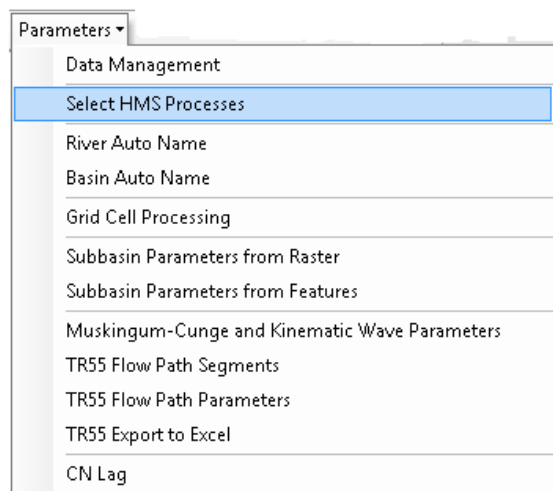 Parameters
Data Management
Select HMS Processes
River Auto Name
Basin Auto Name
Grid Cell Processing
Subbasin Parameters from Raster
Subbasin Parameters from Features
Muskingum-Cunge and Kinematic Wave Parameters
TR55 Flow Path Segments
TR55 Flow Path Parameters
TR55 Export to Excel
CN Lag